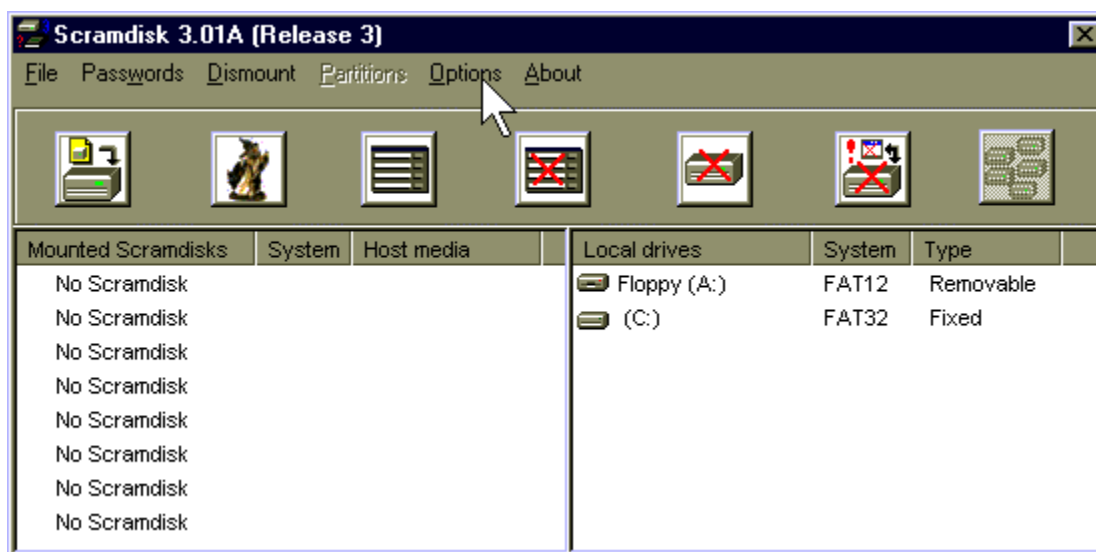 Scramdisk 3.01A (Release 3)
File Passwords Dismount Partitions Options About
Mounted Scramdisks System Host media Local drives System Type
No Scramdisk Floppy (A:) FAT12 Removable
No Scramdisk (C:) FAT32 Fixed
No Scramdisk
No Scramdisk
No Scramdisk
No Scramdisk
No Scramdisk
No Scramdisk